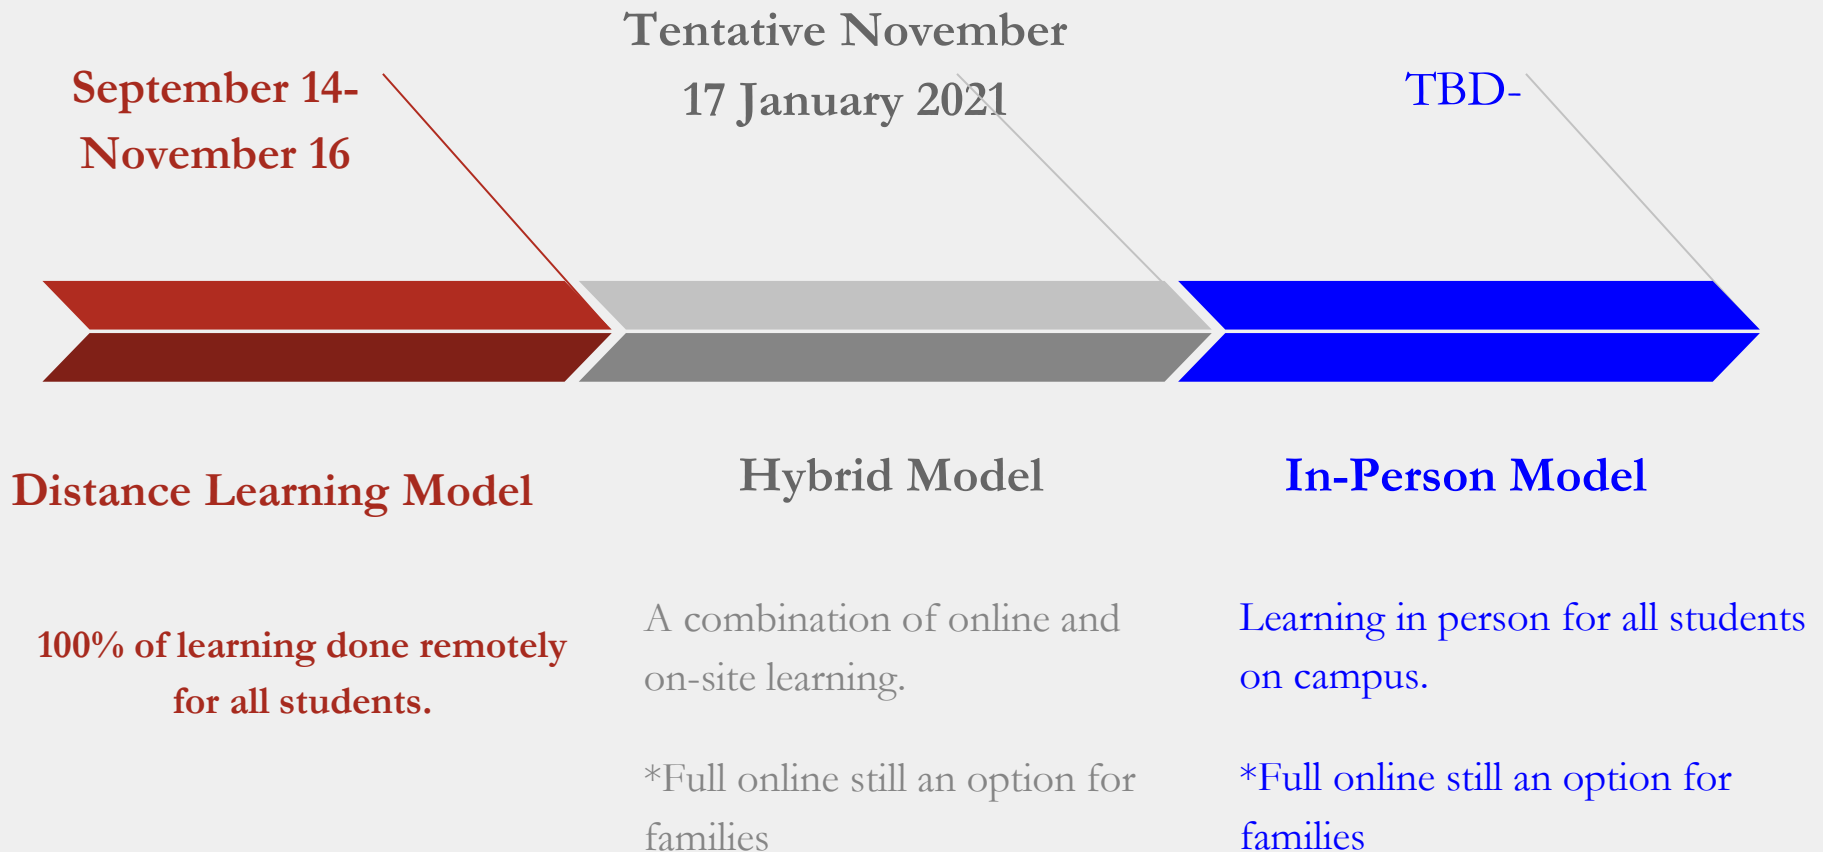 September 14-
November 16
Tentative November
17 January 2021
TBD-
Distance Learning Model
Hybrid Model
In-Person Model
100% of learning done remotely
for all students.
A combination of online and
on-site learning.
*Full online still an option for
families
Learning in person for all students
on campus.
*Full online still an option for
families